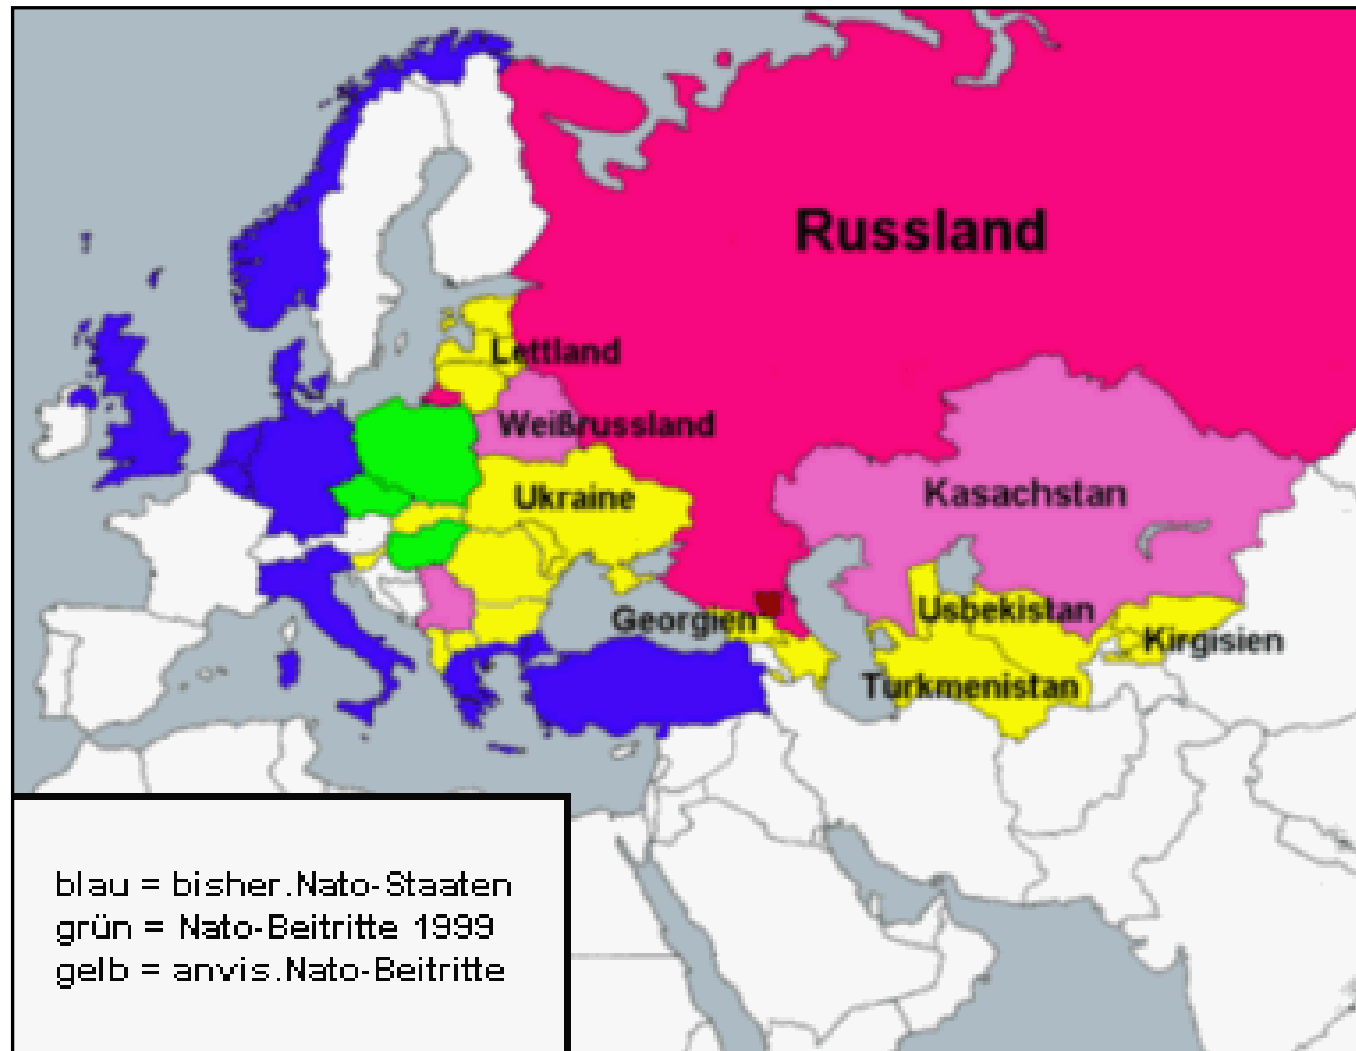 Russland
Lettland
Weißrussland
Ukraine
Kasachstan
Georgien
Usbekistan
Kirgisien
Turkmenistan
blau = bisher.Nato-Staaten
grün = Nato-Beitritte 1999
gelb = anvis.Nato-Beitritte